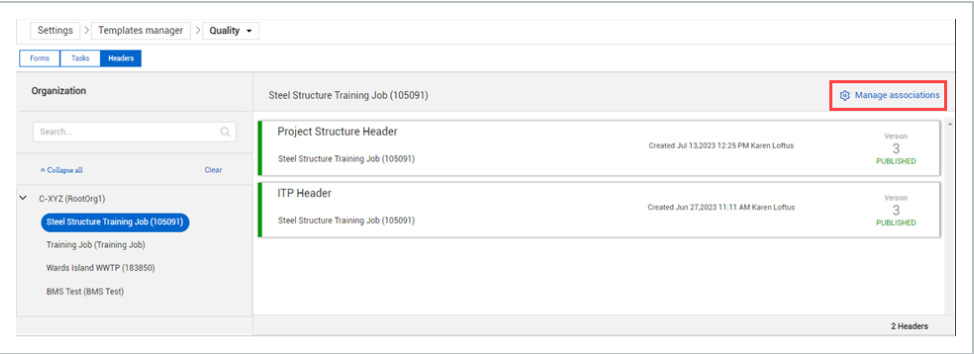 Settings > Templates manager > Quality
Forms Tasks Headers
Organization
Steel Structure Training Job (105091)
Manage associations
Search...
Collapse all Clear
C-XYZ (RootOrg1)
Steel Structure Training Job (105091)
Training Job (Training Job)
Wards Island WWTP (183850)
BMS Test (BMS Test)
Project Structure Header
Steel Structure Training Job (105091)
Created Jul 13,2023 12:25 PM Karen Loftus
Version
3
PUBLISHED
ITP Header
Steel Structure Training Job (105091)
Created Jun 27,2023 11:11 AM Karen Loftus
Version
3
PUBLISHED
2 Headers